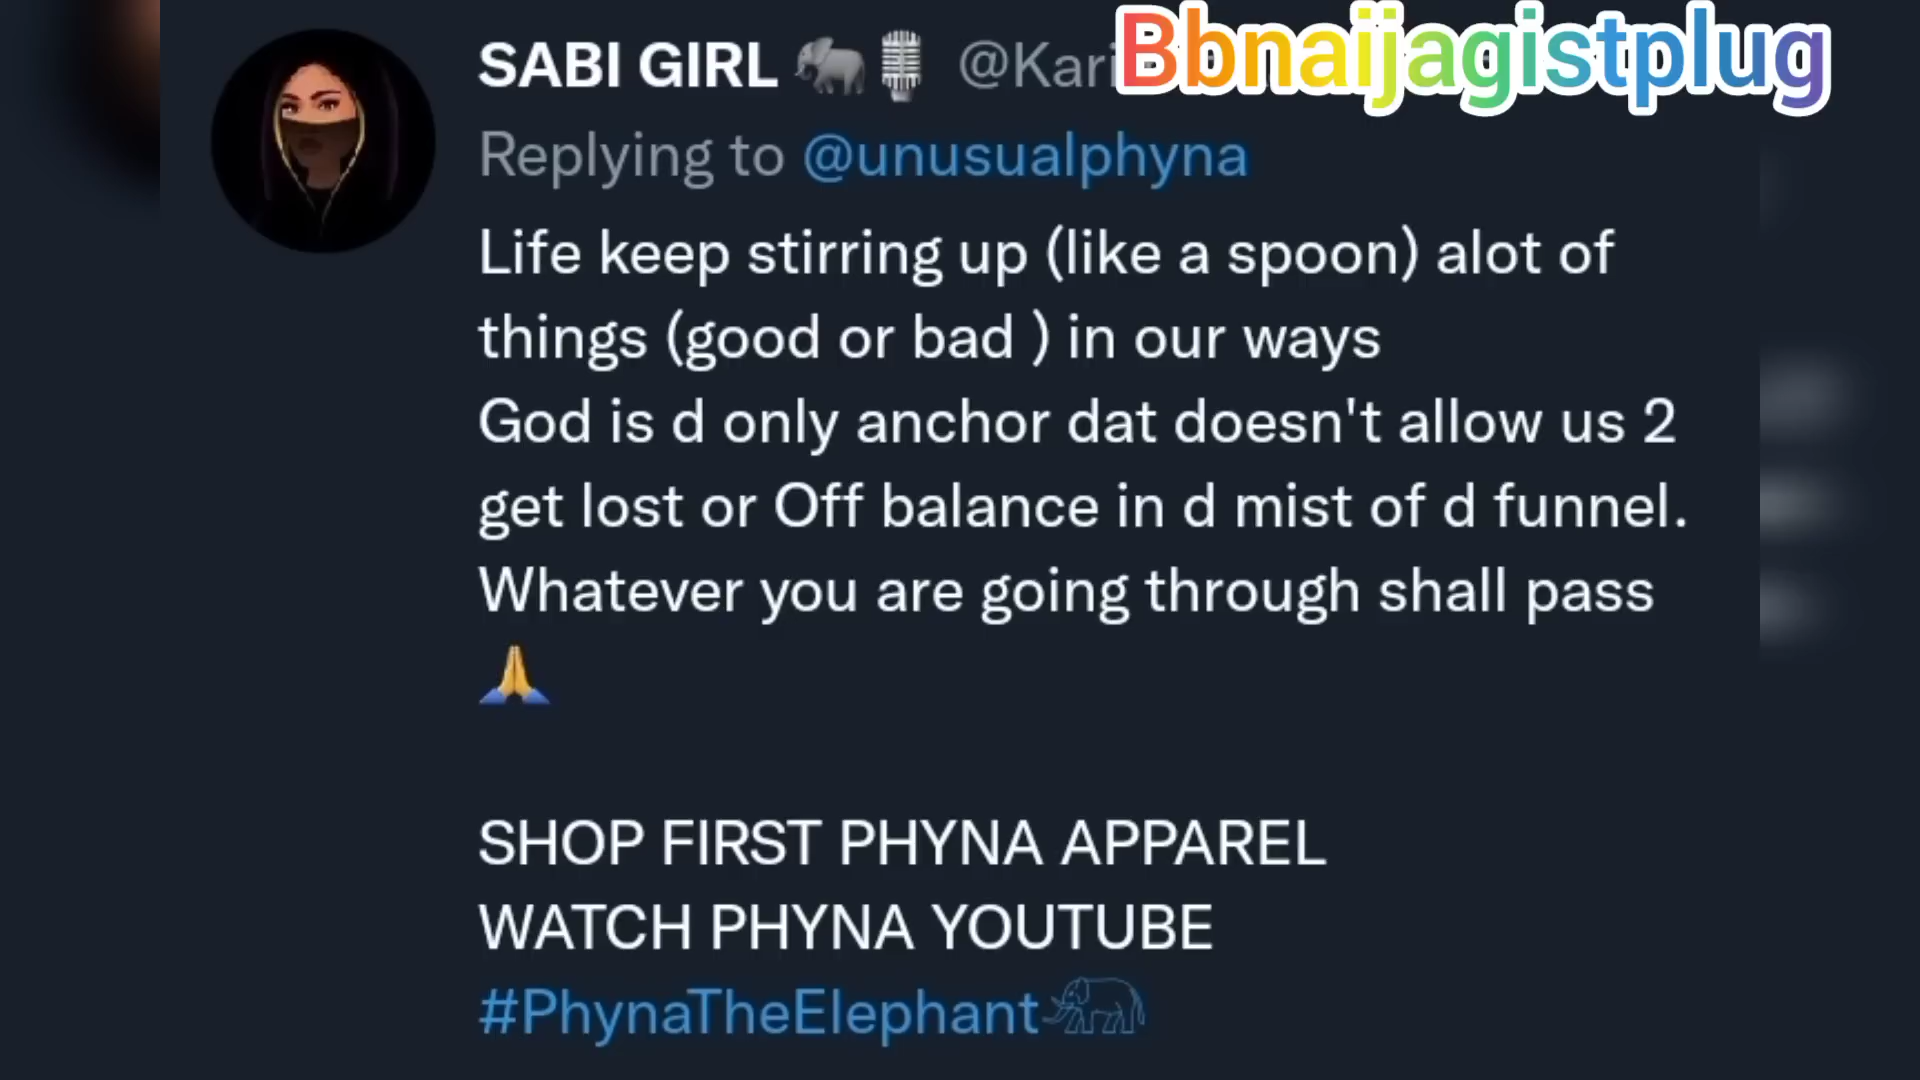 SABI GIRL 🐘🎙️ @Kari
Bbnaijagistplug
Replying to @unusualphyna
Life keep stirring up (like a spoon) alot of
things (good or bad ) in our ways
God is d only anchor dat doesn't allow us 2
get lost or Off balance in d mist of d funnel.
Whatever you are going through shall pass
🙏
SHOP FIRST PHYNA APPAREL
WATCH PHYNA YOUTUBE
#PhynaTheElephant